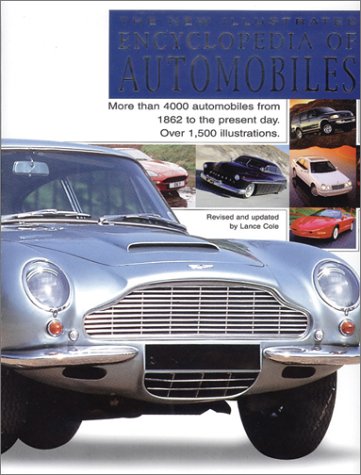 THE NEW ILLUSTRATED
ENCYCLOPEDIA OF
AUTOMOBILES
More than 4000 automobiles from
1862 to the present day.
Over 1,500 illustrations.
Revised and updated
by Lance Cole